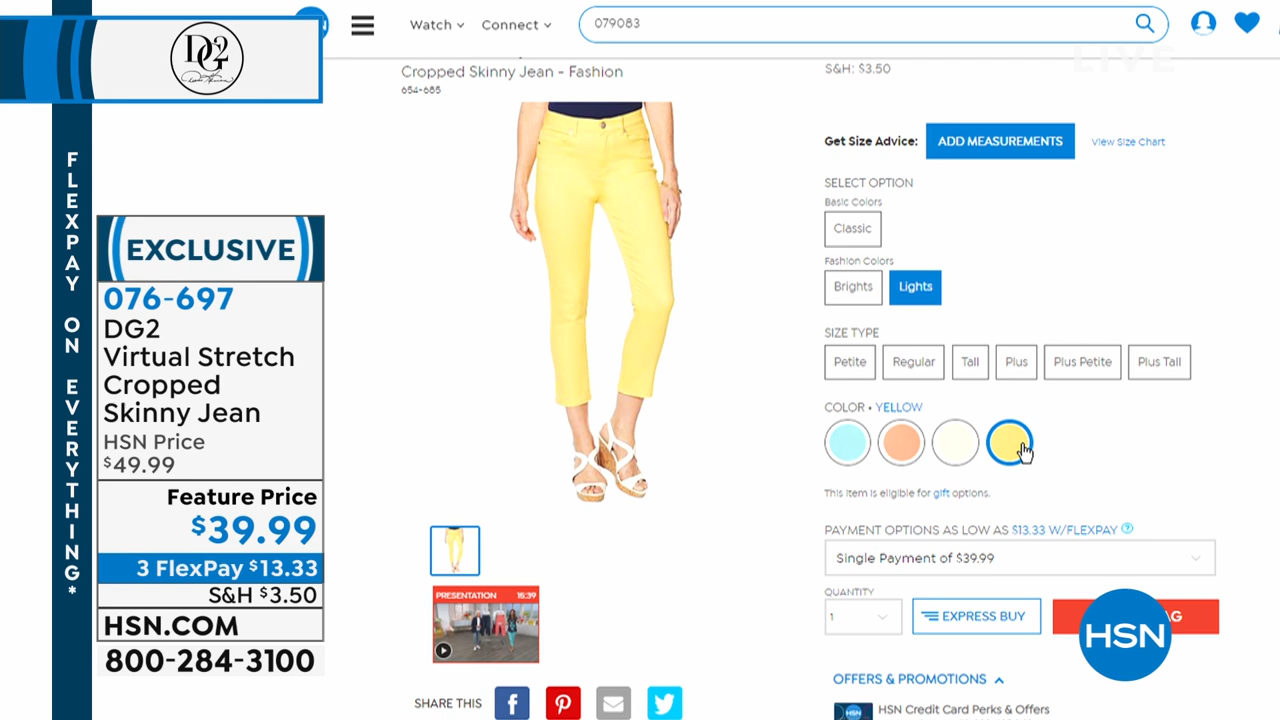 DG2
FLEXPAY ON EVERYTHING*
EXCLUSIVE
076-697
DG2
Virtual Stretch
Cropped
Skinny Jean
HSN Price
$49.99
Feature Price
$39.99
3 FlexPay $13.33
S&H $3.50
HSN.COM
800-284-3100
Watch
Connect
079083
LIVE
Cropped Skinny Jean - Fashion
654-685
S&H: $3.50
Get Size Advice:
ADD MEASUREMENTS
View Size Chart
SELECT OPTION
Basic Colors
Classic
Fashion Colors
Brights
Lights
SIZE TYPE
Petite
Regular
Tall
Plus
Plus Petite
Plus Tall
COLOR • YELLOW
This item is eligible for gift options.
PAYMENT OPTIONS AS LOW AS $13.33 W/FLEXPAY ?
Single Payment of $39.99
QUANTITY
1
EXPRESS BUY
HSN
OFFERS & PROMOTIONS
HSN
HSN Credit Card Perks & Offers
PRESENTATION 15:39
SHARE THIS